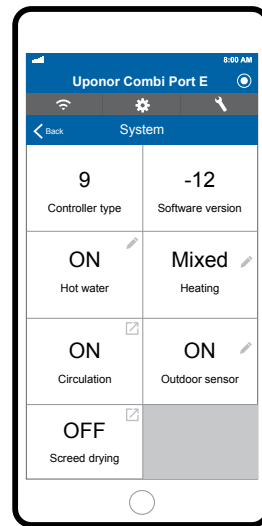 8:00 AM
Uponor Combi Port E
Back
System
9
-12
Controller type
Software version
ON
Mixed
Hot water
Heating
ON
ON
Circulation
Outdoor sensor
OFF
Screed drying